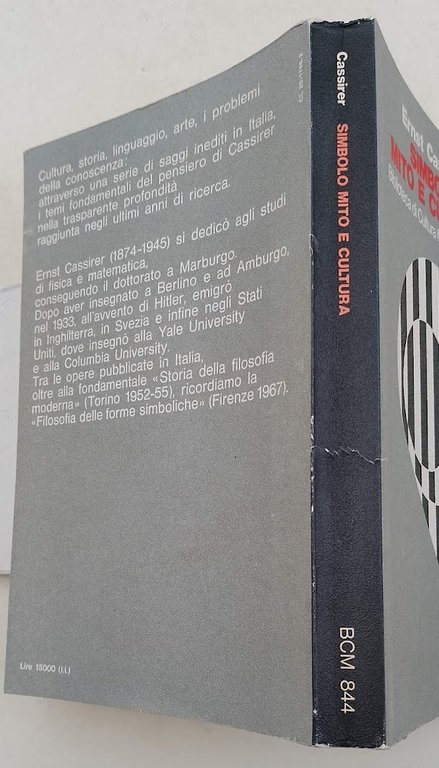 Cultura, storia, linguaggio, arte, i problemi
della conoscenza:
attraverso una serie di saggi inediti in Italia,
i temi fondamentali del pensiero di Cassirer
nella trasparente profondità
raggiunta negli ultimi anni di ricerca.
Ernst Cassirer (1874-1945) si dedicò agli studi
di fisica e matematica,
conseguendo il dottorato a Marburgo.
Dopo aver insegnato a Berlino e ad Amburgo,
nel 1933, all'avvento di Hitler, emigrò
in Inghilterra, in Svezia e infine negli Stati
Uniti, dove insegnò alla Yale University
e alla Columbia University.
Tra le opere pubblicate in Italia,
oltre alla fondamentale «Storia della filosofia
moderna» (Torino 1952-55), ricordiamo la
«Filosofia delle forme simboliche» (Firenze 1967).
Lire 15000 (i.i.)
Cassirer SIMBOLO MITO E CULTURA
BCM 844
Ernst
MITO E
Biblioteca di Cultura